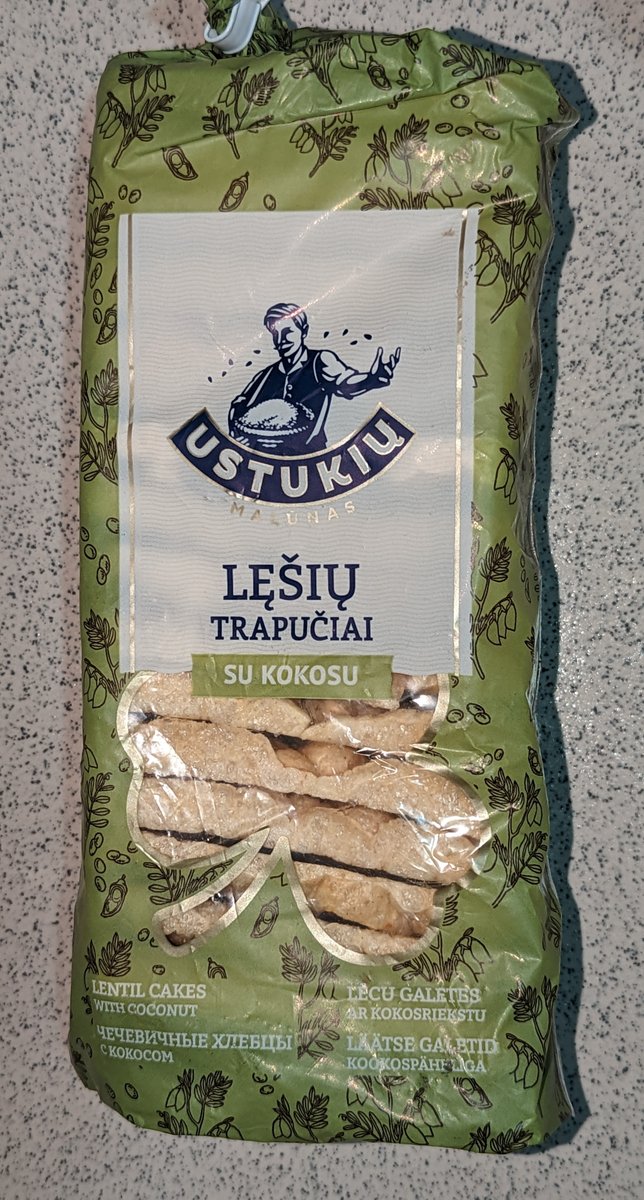 USTUKIŲ
MALŪNAS
LĘŠIŲ
TRAPUČIAI
SU KOKOSU
LENTIL CAKES
WITH COCONUT
ЧЕЧЕВИЧНЫЕ ХЛЕБЦЫ
С КОКОСОМ
LĒCU GALETES
AR KOKOSRIEKSTU
LÄÄTSE GALETID
KOOKOSPÄHKLIGA